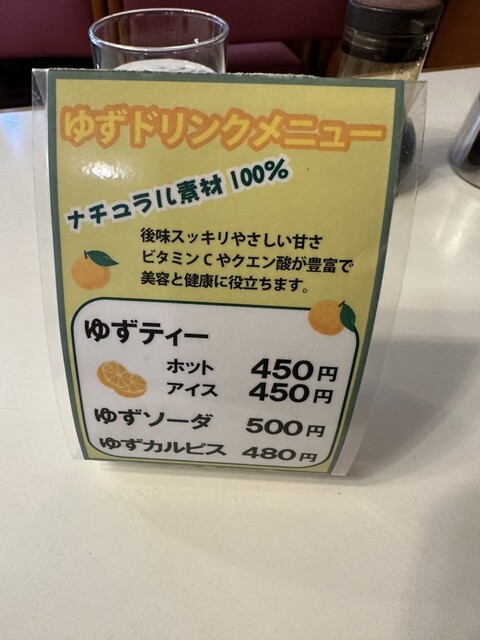 ゆずドリンクメニュー
ナチュラル素材100%
後味スッキリやさしい甘さ
ビタミンCやクエン酸が豊富で
美容と健康に役立ちます。
ゆずティー
ホット 450円
アイス 450円
ゆずソーダ 500円
ゆずカルピス 480円